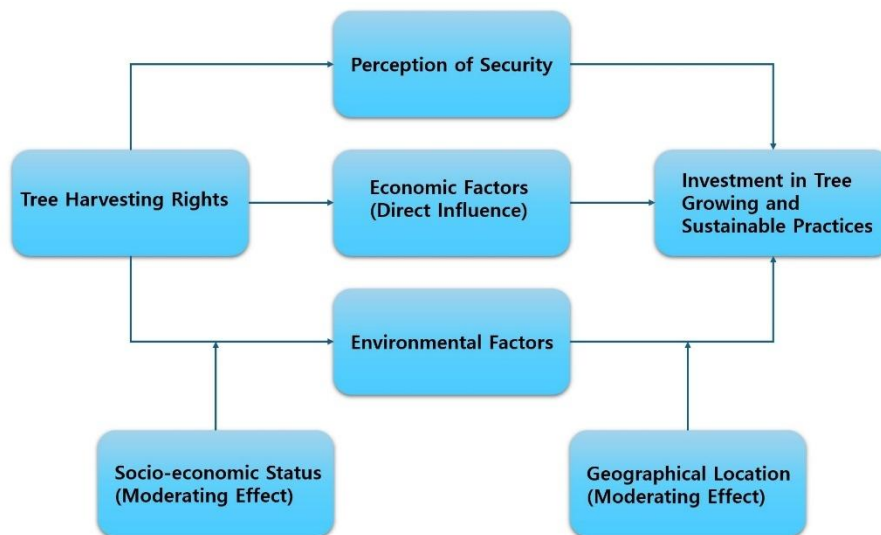 Perception of Security
Tree Harvesting Rights
Economic Factors
(Direct Influence)
Investment in Tree
Growing and
Sustainable Practices
Environmental Factors
Socio-economic Status
(Moderating Effect)
Geographical Location
(Moderating Effect)